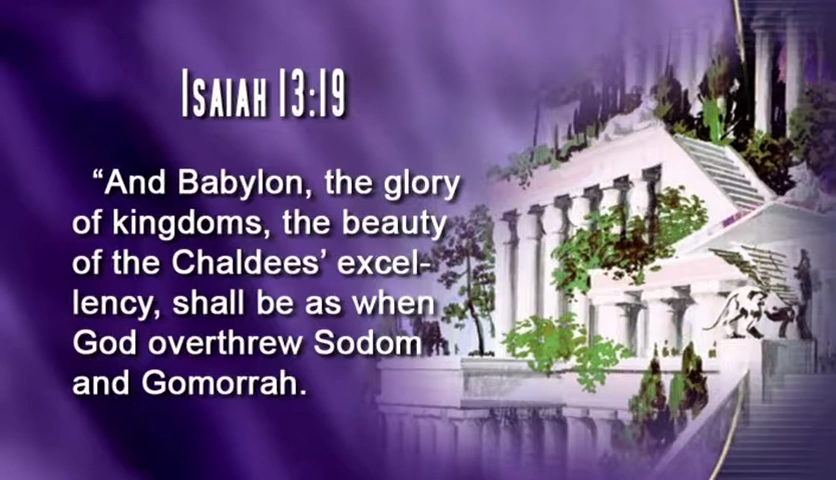 Isaiah 13:19
“And Babylon, the glory
of kingdoms, the beauty
of the Chaldees’ excel-
lency, shall be as when
God overthrew Sodom
and Gomorrah.